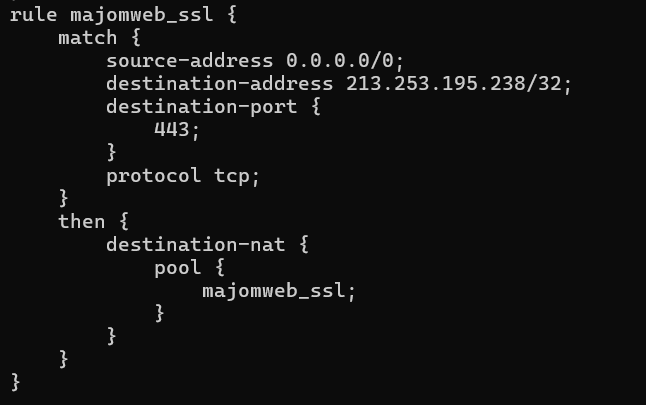 rule majomweb_ssl {
    match {
        source-address 0.0.0.0/0;
        destination-address 213.253.195.238/32;
        destination-port {
            443;
        }
        protocol tcp;
    }
    then {
        destination-nat {
            pool {
                majomweb_ssl;
            }
        }
    }
}